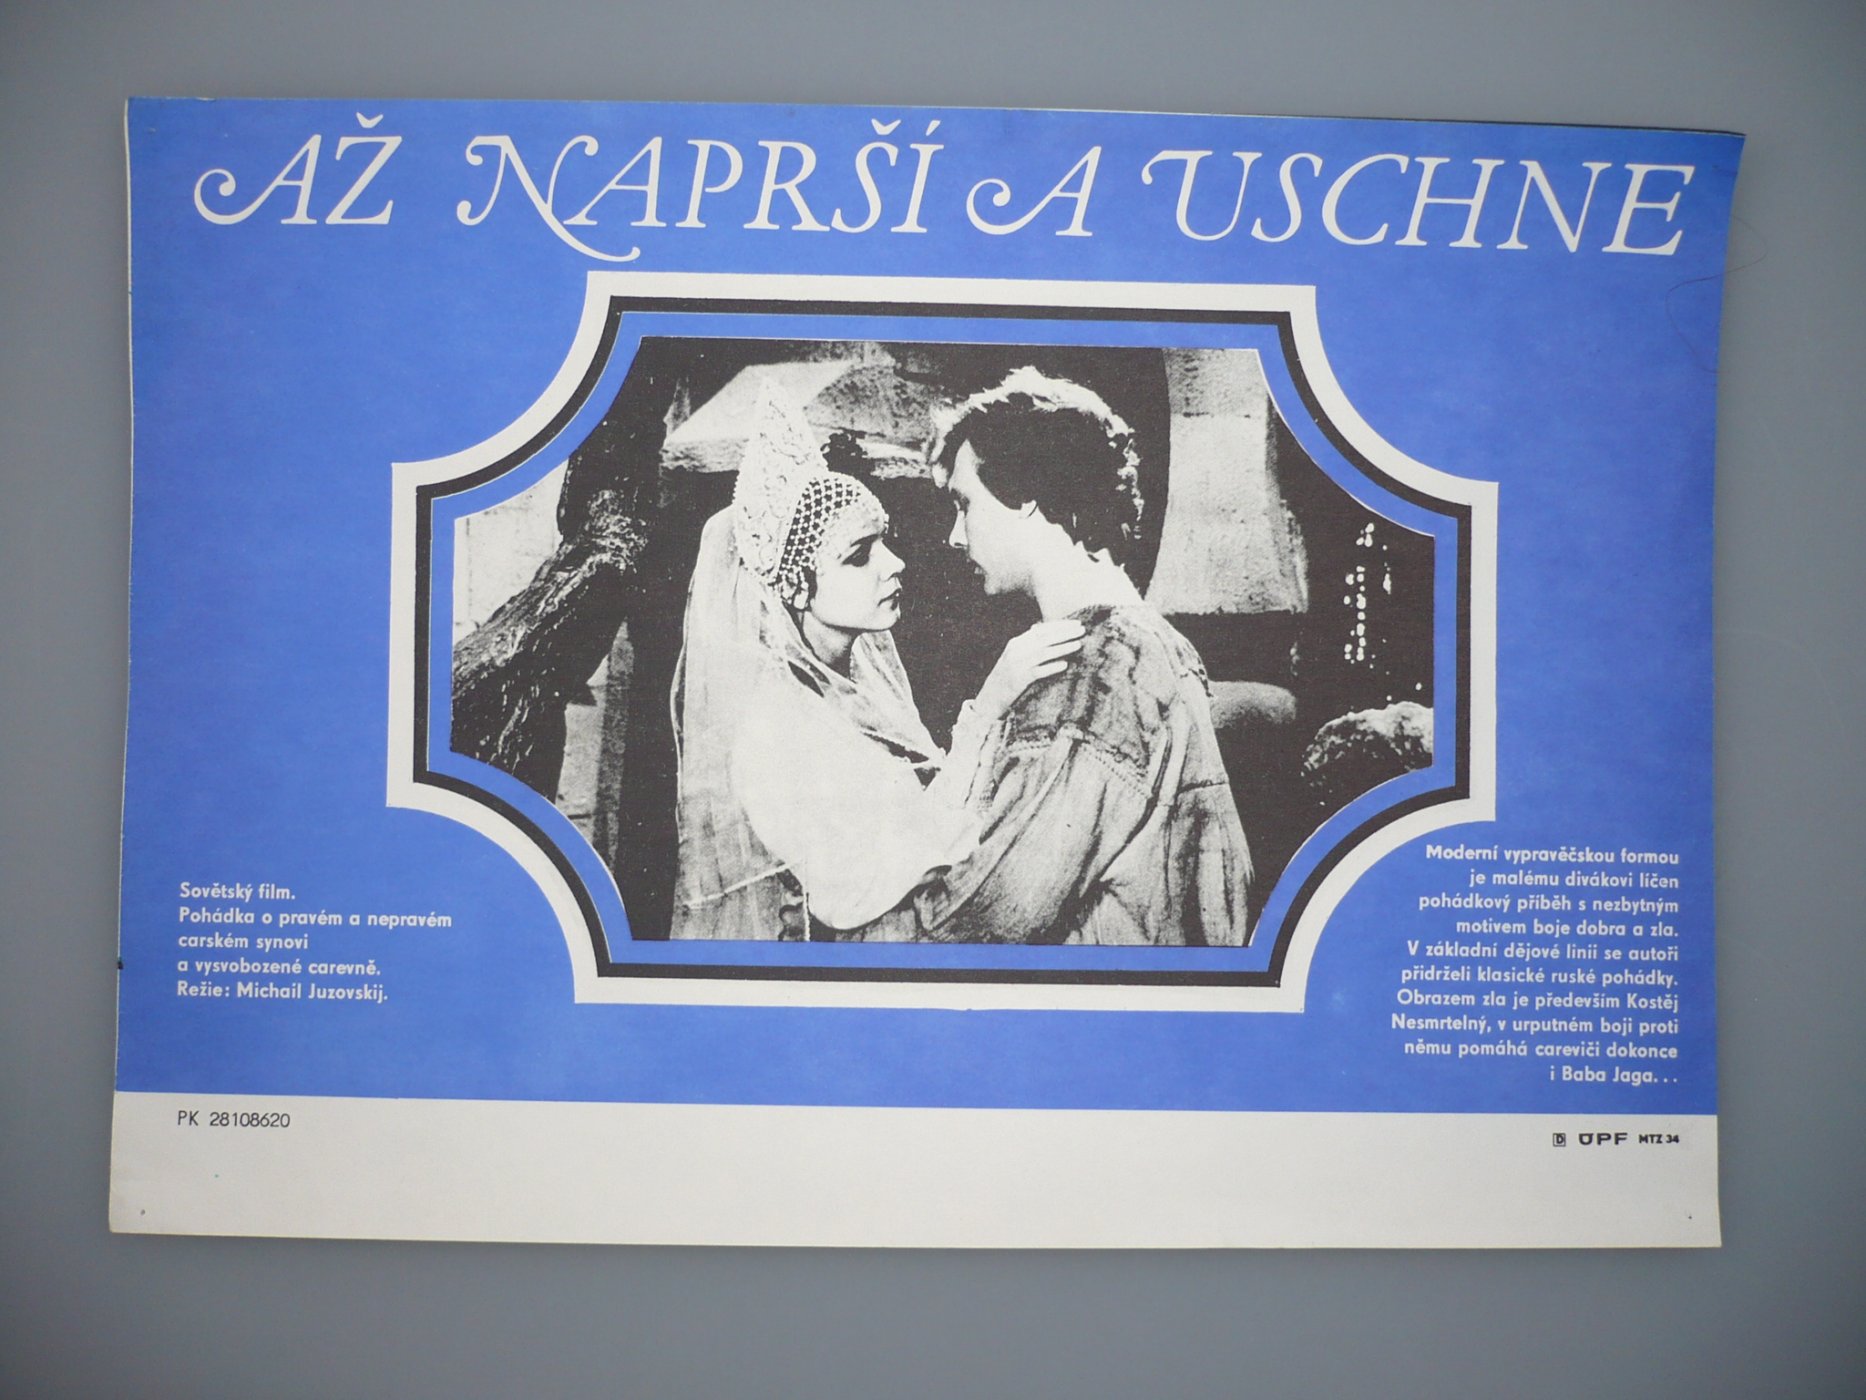 AŽ NAPRŠÍ A USCHNE
Sovětský film.
Pohádka o pravém a nepravém
carském synovi
a vysvobozené carevně.
Režie: Michail Juzovskij.
Moderní vypravěčskou formou
je malému divákovi líčen
pohádkový příběh s nezbytným
motivem boje dobra a zla.
V základní dějové linii se autoři
přidrželi klasické ruské pohádky.
Obrazem zla je především Kostěj
Nesmrtelný, v urputném boji proti
němu pomáhá careviči dokonce
i Baba Jaga...
PK 28108620
D ÚPF MTZ 34